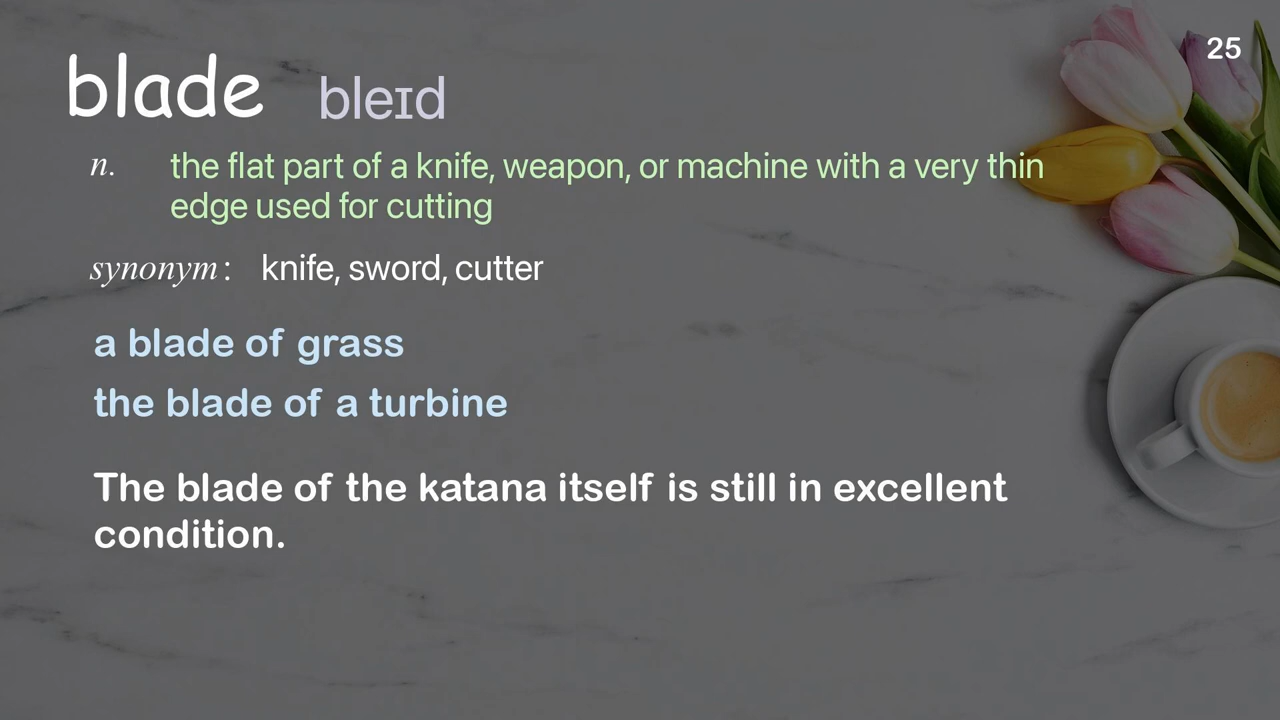 25
blade bleɪd
n. the flat part of a knife, weapon, or machine with a very thin
edge used for cutting
synonym: knife, sword, cutter
a blade of grass
the blade of a turbine
The blade of the katana itself is still in excellent
condition.